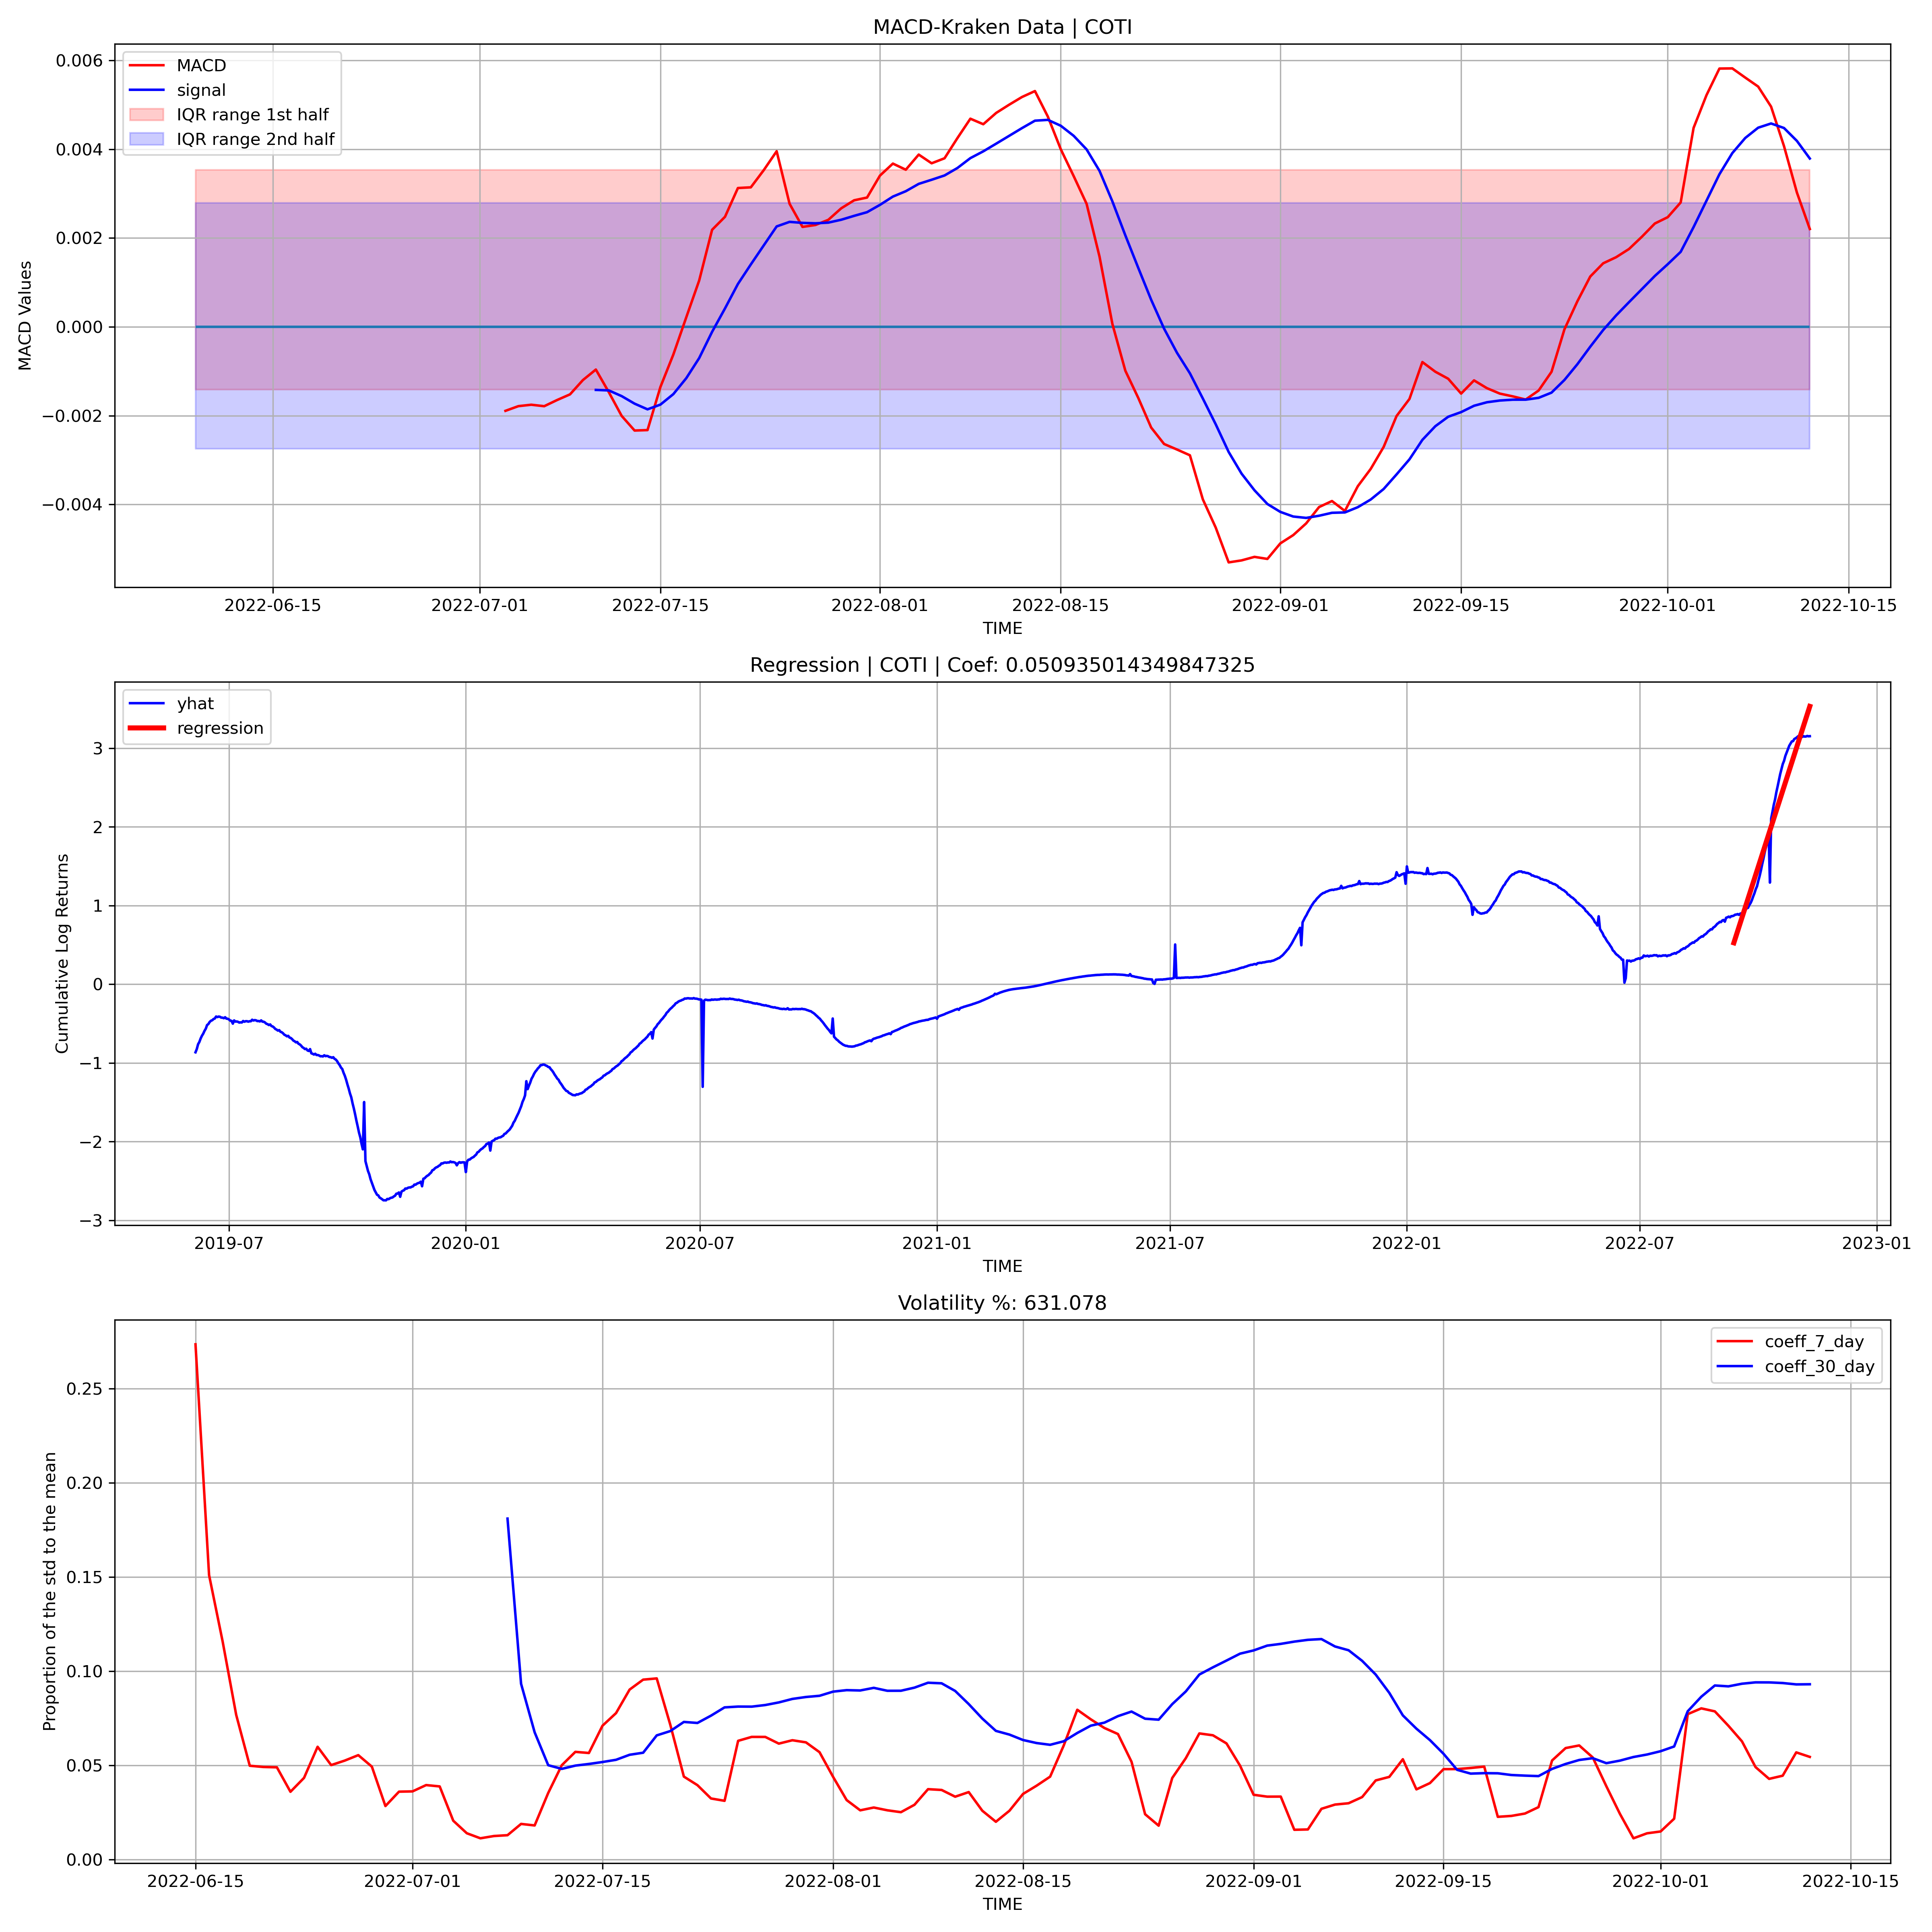 MACD-Kraken Data | COTI
MACD
signal
IQR range 1st half
IQR range 2nd half
MACD Values
0.006
0.004
0.002
0.000
−0.002
−0.004
2022-06-15 2022-07-01 2022-07-15 2022-08-01 2022-08-15 2022-09-01 2022-09-15 2022-10-01 2022-10-15
TIME
Regression | COTI | Coef: 0.050935014349847325
yhat
regression
Cumulative Log Returns
3
2
1
0
−1
−2
−3
2019-07 2020-01 2020-07 2021-01 2021-07 2022-01 2022-07 2023-01
TIME
Volatility %: 631.078
coeff_7_day
coeff_30_day
Proportion of the std to the mean
0.25
0.20
0.15
0.10
0.05
0.00
2022-06-15 2022-07-01 2022-07-15 2022-08-01 2022-08-15 2022-09-01 2022-09-15 2022-10-01 2022-10-15
TIME